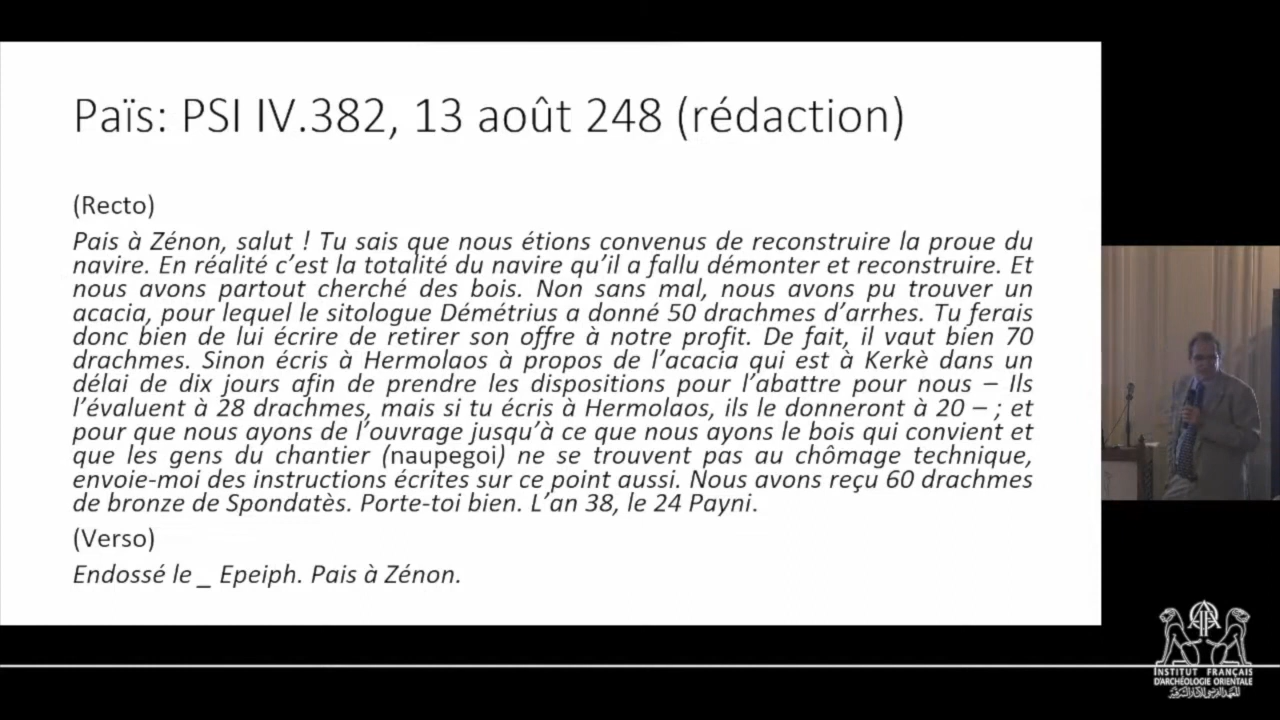 Païs: PSI IV.382, 13 août 248 (rédaction)
(Recto)
Pais à Zénon, salut ! Tu sais que nous étions convenus de reconstruire la proue du
navire. En réalité c’est la totalité du navire qu’il a fallu démonter et reconstruire. Et
nous avons partout cherché des bois. Non sans mal, nous avons pu trouver un
acacia, pour lequel le sitologue Démétrius a donné 50 drachmes d’arrhes. Tu ferais
donc bien de lui écrire de retirer son offre à notre profit. De fait, il vaut bien 70
drachmes. Sinon écris à Hermolaos à propos de l’acacia qui est à Kerkè dans un
délai de dix jours afin de prendre les dispositions pour l’abattre pour nous – Ils
l’évaluent à 28 drachmes, mais si tu écris à Hermolaos, ils le donneront à 20 – ; et
pour que nous ayons de l’ouvrage jusqu’à ce que nous ayons le bois qui convient et
que les gens du chantier (naupegoi) ne se trouvent pas au chômage technique,
envoie-moi des instructions écrites sur ce point aussi. Nous avons reçu 60 drachmes
de bronze de Spondatès. Porte-toi bien. L’an 38, le 24 Payni.
(Verso)
Endossé le _ Epeiph. Pais à Zénon.
INSTITUT FRANÇAIS
D’ARCHÉOLOGIE ORIENTALE